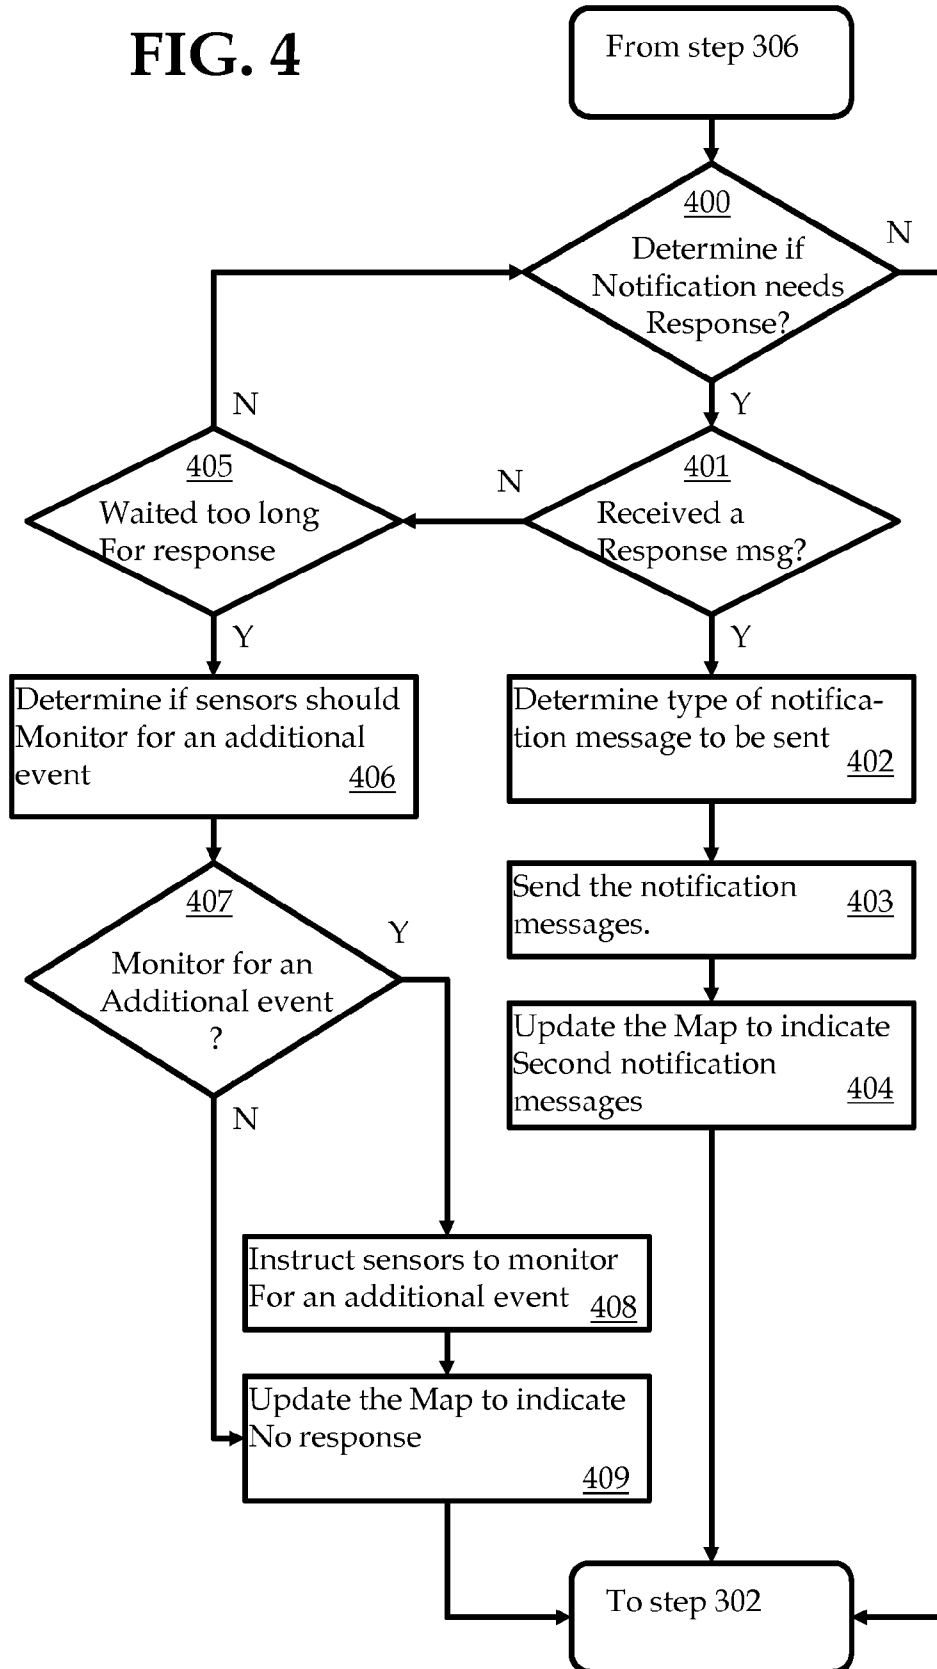 FIG. 4
From step 306
400
Determine if
Notification needs
Response?
N
Y
401
Received a
Response msg?
N
Y
405
Waited too long
For response
N
Y
Determine if sensors should
Monitor for an additional
event
406
Determine type of notifica-
tion message to be sent
402
Send the notification
messages.
403
Update the Map to indicate
Second notification
messages
404
407
Monitor for an
Additional event
?
Y
N
Instruct sensors to monitor
For an additional event
408
Update the Map to indicate
No response
409
To step 302